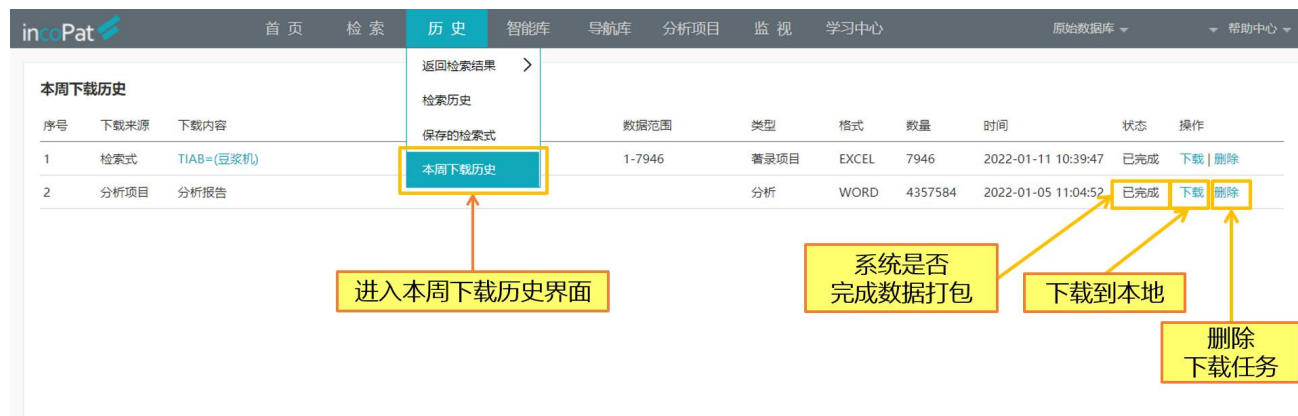 incoPat 首页 检索 历史 智能库 导航库 分析项目 监视 学习中心 原始数据库 帮助中心
返回检索结果
检索历史
保存的检索式
本周下载历史
本周下载历史
序号 下载来源 下载内容 数据范围 类型 格式 数量 时间 状态 操作
1 检索式 TIAB=(豆浆机) 1-7946 著录项目 EXCEL 7946 2022-01-11 10:39:47 已完成 下载 | 删除
2 分析项目 分析报告 分析 WORD 4357584 2022-01-05 11:04:52 已完成 下载 删除
进入本周下载历史界面
系统是否
完成数据打包
下载到本地
删除
下载任务